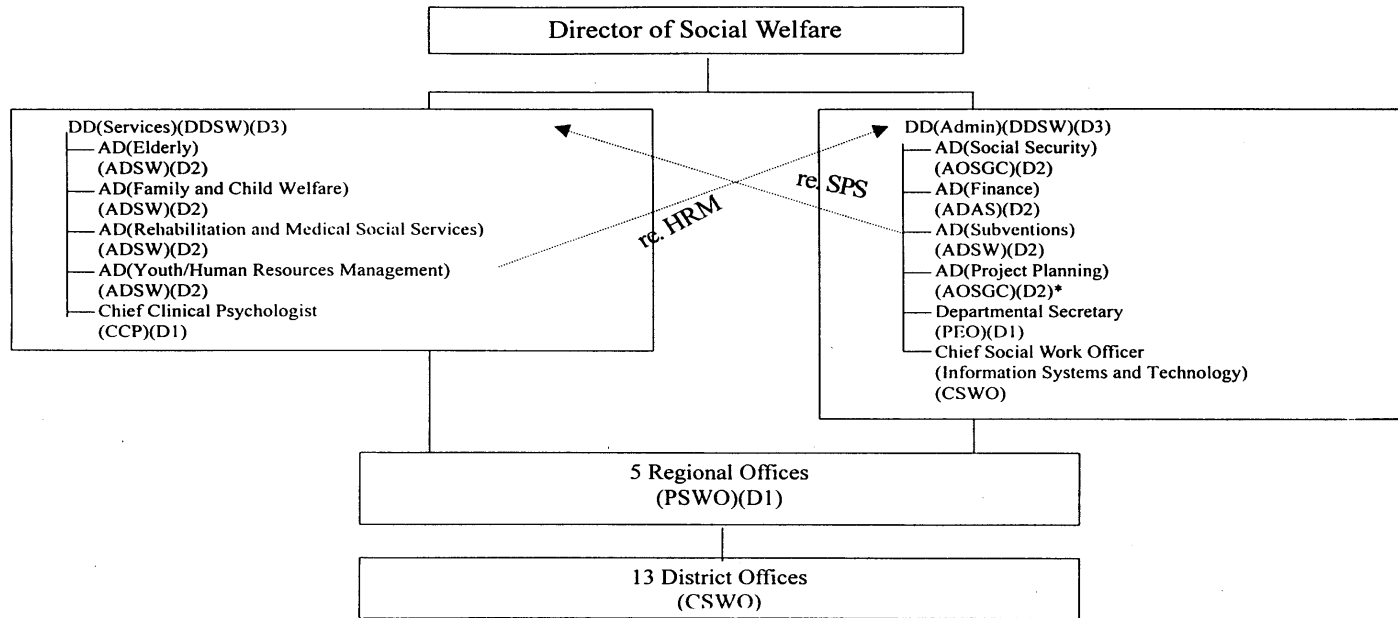 Director of Social Welfare
DD(Services)(DDSW)(D3)
AD(Elderly)
(ADSW)(D2)
AD(Family and Child Welfare)
(ADSW)(D2)
AD(Rehabilitation and Medical Social Services)
(ADSW)(D2)
AD(Youth/Human Resources Management)
(ADSW)(D2)
Chief Clinical Psychologist
(CCP)(D1)
re. HRM
re. SPS
DD(Admin)(DDSW)(D3)
AD(Social Security)
(AOSGC)(D2)
AD(Finance)
(ADAS)(D2)
AD(Subventions)
(ADSW)(D2)
AD(Project Planning)
(AOSGC)(D2)*
Departmental Secretary
(PEO)(D1)
Chief Social Work Officer
(Information Systems and Technology)
(CSWO)
5 Regional Offices
(PSWO)(D1)
13 District Offices
(CSWO)